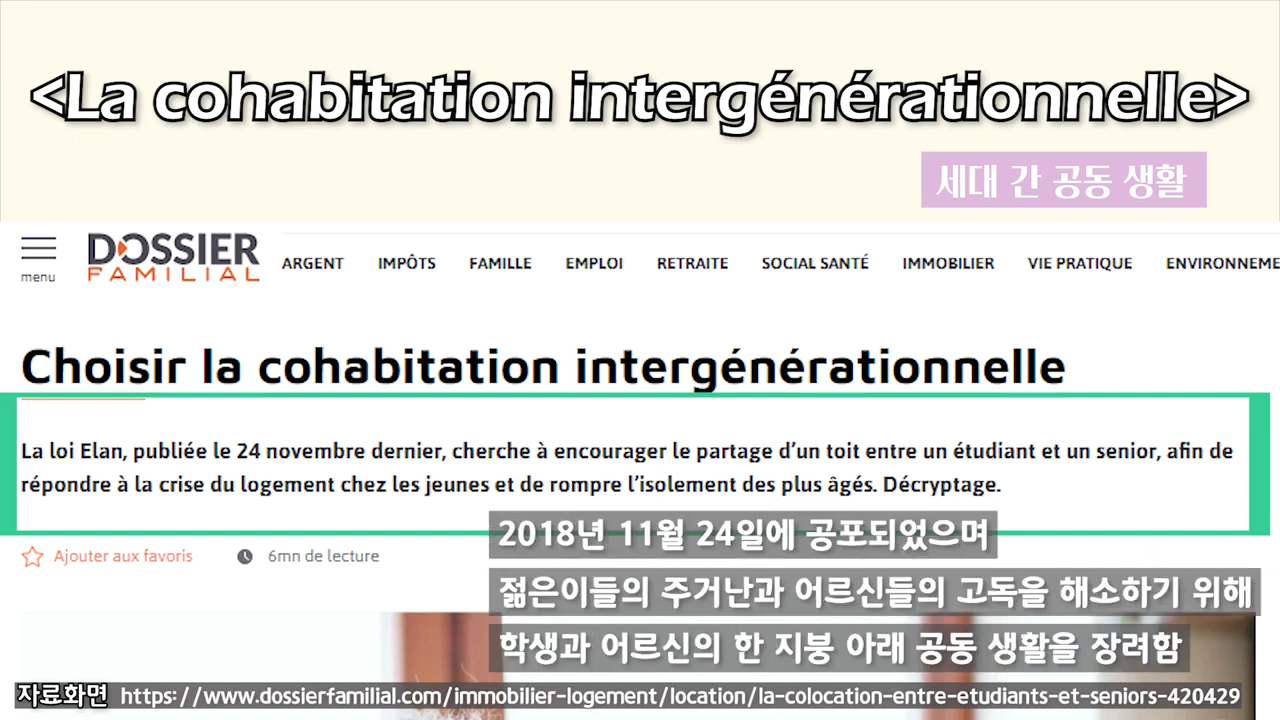 <La cohabitation intergénérationnelle>
세대 간 공동 생활
menu
DOSSIER
FAMILIAL
ARGENT IMPÔTS FAMILLE EMPLOI RETRAITE SOCIAL SANTÉ IMMOBILIER VIE PRATIQUE ENVIRONNEME
Choisir la cohabitation intergénérationnelle
La loi Elan, publiée le 24 novembre dernier, cherche à encourager le partage d’un toit entre un étudiant et un senior, afin de
répondre à la crise du logement chez les jeunes et de rompre l’isolement des plus âgés. Décryptage.
2018년 11월 24일에 공포되었으며
Ajouter aux favoris 6mn de lecture
젊은이들의 주거난과 어르신들의 고독을 해소하기 위해
학생과 어르신의 한 지붕 아래 공동 생활을 장려함
자료화면 https://www.dossierfamilial.com/immobilier-logement/location/la-colocation-entre-etudiants-et-seniors-420429